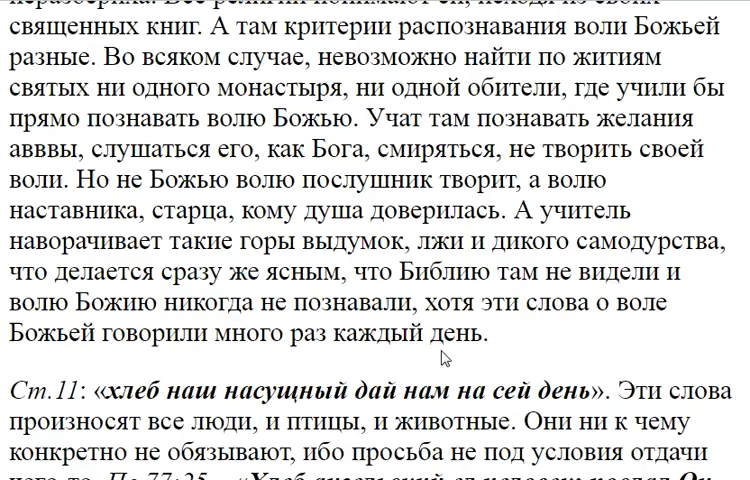 священных книг. А там критерии распознавания воли Божьей
разные. Во всяком случае, невозможно найти по житиям
святых ни одного монастыря, ни одной обители, где учили бы
прямо познавать волю Божью. Учат там познавать желания
авввы, слушаться его, как Бога, смиряться, не творить своей
воли. Но не Божью волю послушник творит, а волю
наставника, старца, кому душа доверилась. А учитель
наворачивает такие горы выдумок, лжи и дикого самодурства,
что делается сразу же ясным, что Библию там не видели и
волю Божию никогда не познавали, хотя эти слова о воле
Божьей говорили много раз каждый день.
Ст.11: «хлеб наш насущный дай нам на сей день». Эти слова
произносят все люди, и птицы, и животные. Они ни к чему
конкретно не обязывают, ибо просьба не под условия отдачи